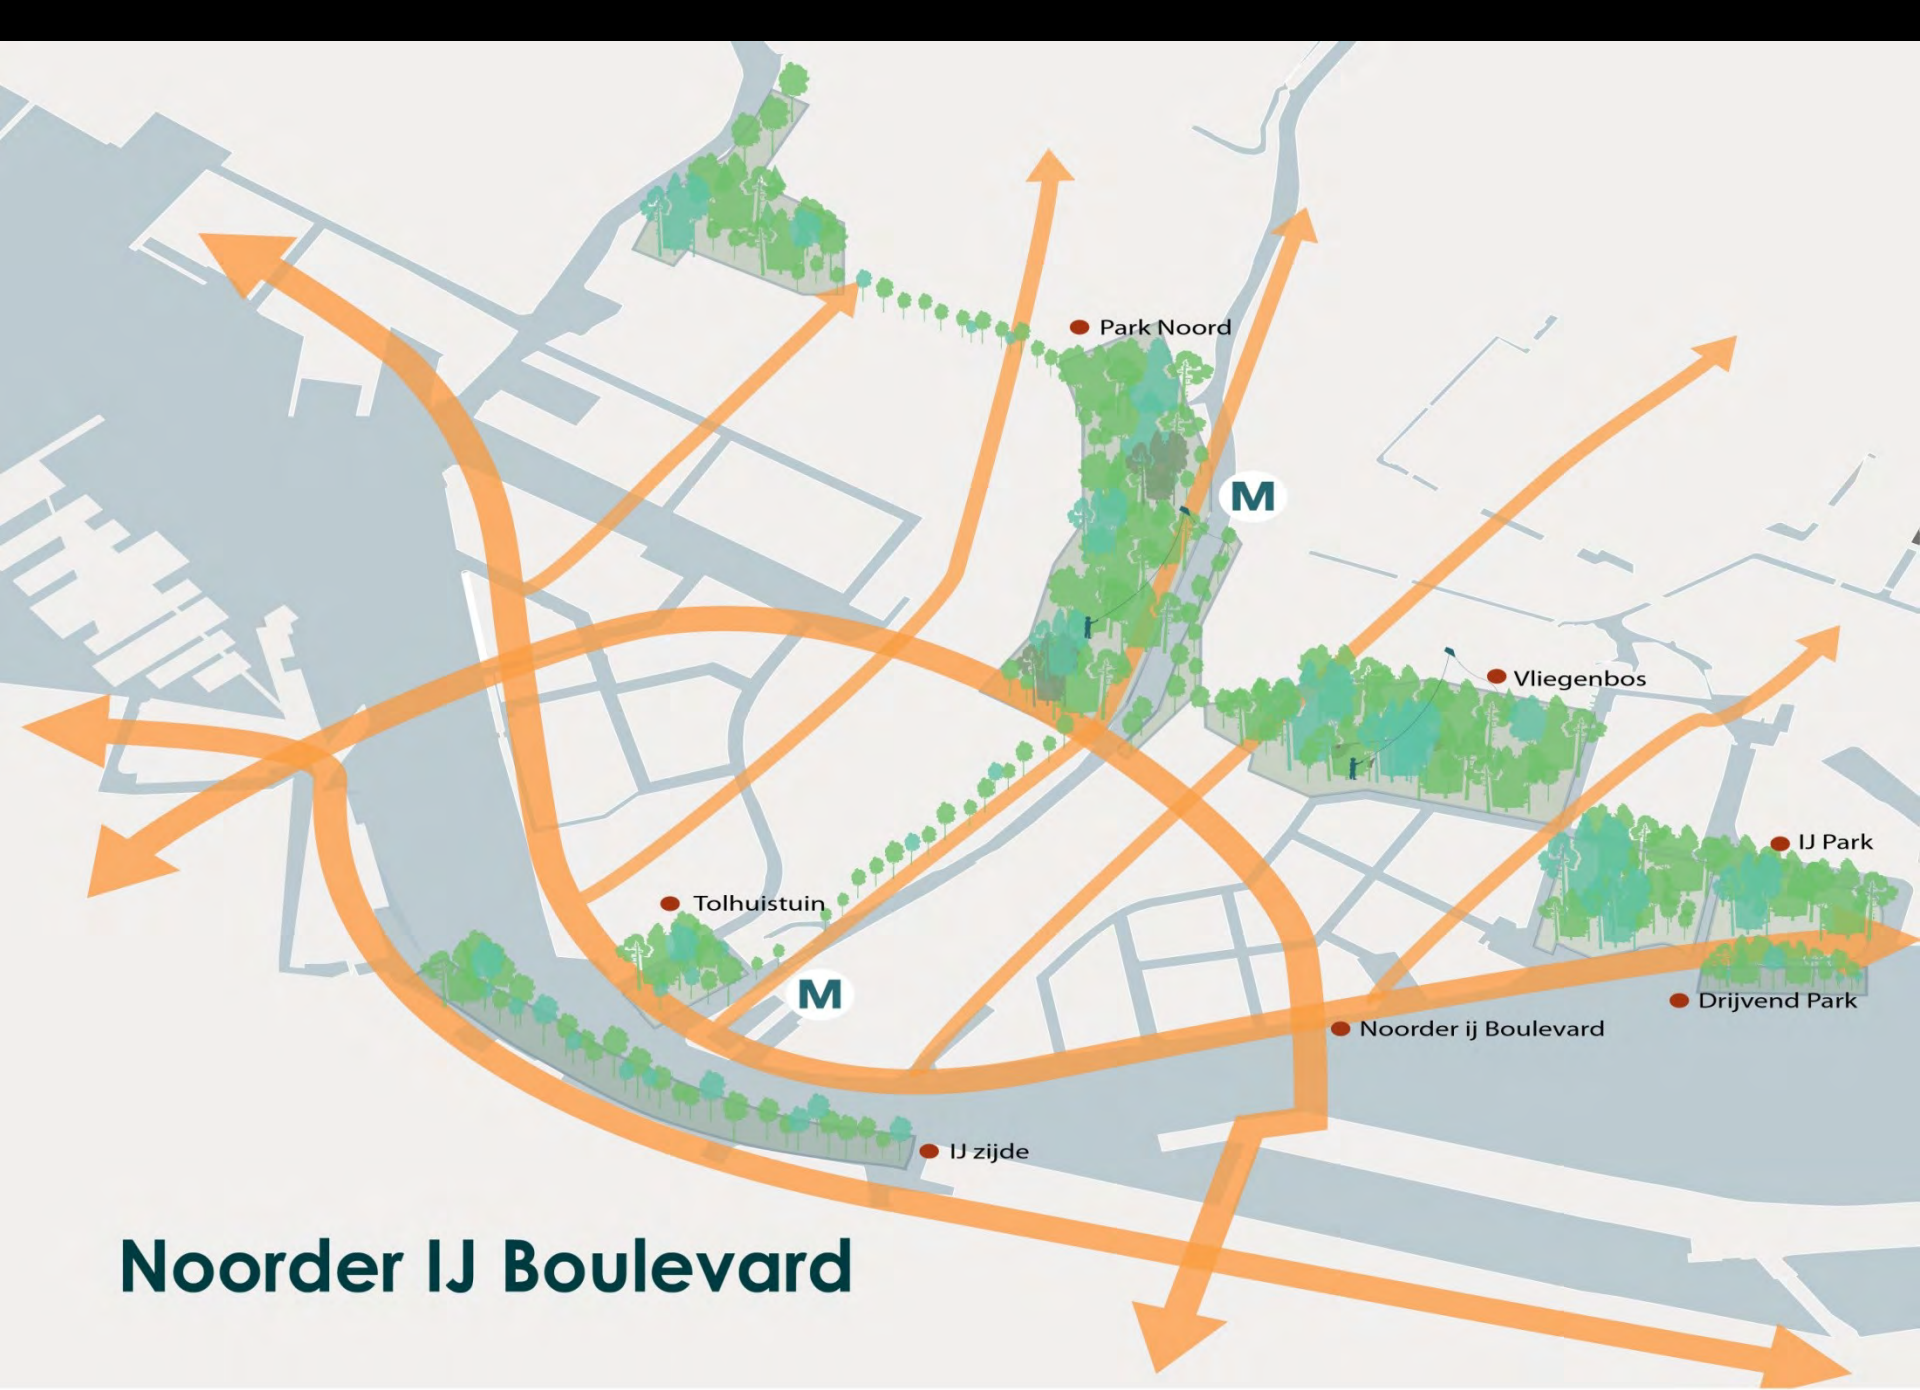 Park Noord
M
Vliegenbos
IJ Park
Tolhuistuin
M
Drijvend Park
Noorder ij Boulevard
IJ zijde
Noorder IJ Boulevard